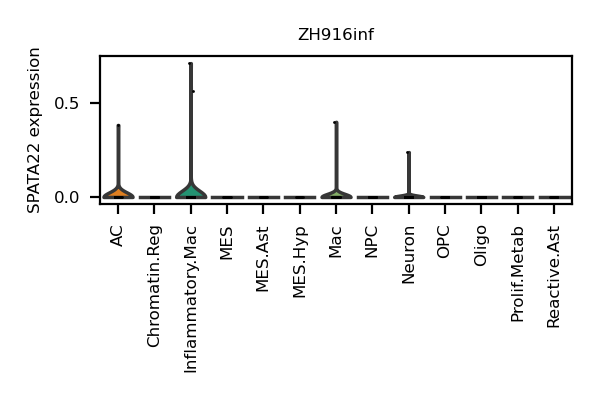 ZH916inf
SPATA22 expression
0.5
0.0
AC
Chromatin.Reg
Inflammatory.Mac
MES
MES.Ast
MES.Hyp
Mac
NPC
Neuron
OPC
Oligo
Prolif.Metab
Reactive.Ast